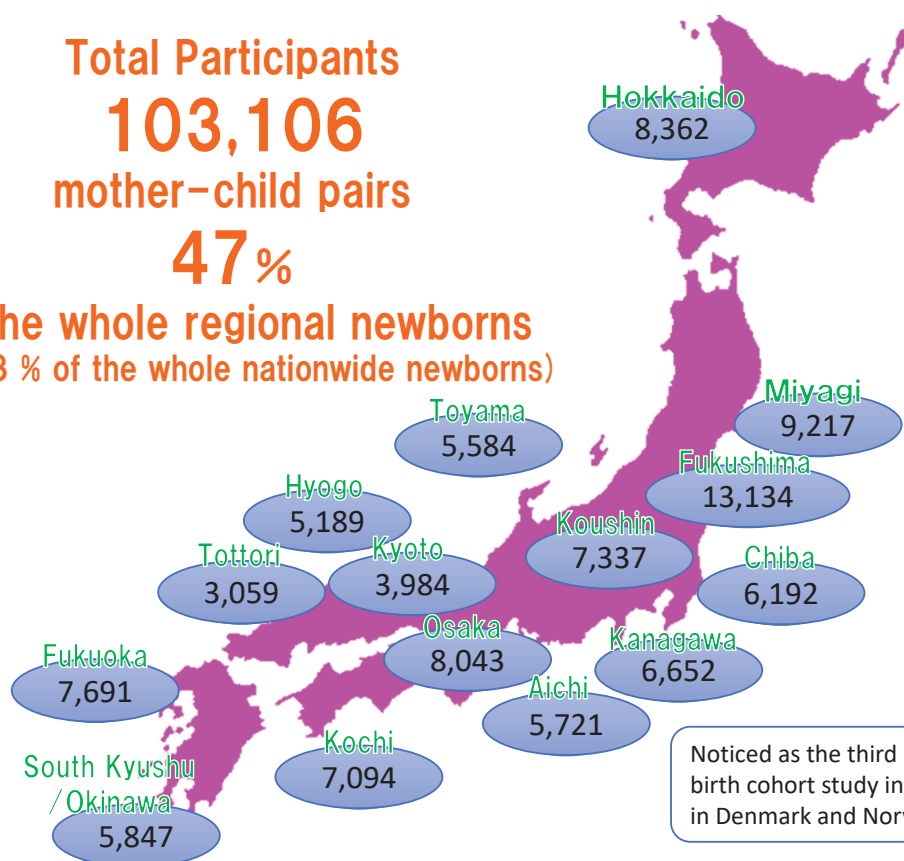 Total Participants
103,106
mother-child pairs
47%
he whole regional newborns
% of the whole nationwide newborns)
Hokkaido
8,362
Miyagi
9,217
Toyama
5,584
Fukushima
13,134
Hyogo
5,189
Koushin
7,337
Kyoto
3,984
Tottori
3,059
Chiba
6,192
Osaka
8,043
Kanagawa
6,652
Fukuoka
7,691
Aichi
5,721
Kochi
7,094
South Kyushu
/Okinawa
5,847
Noticed as the third
birth cohort study in
in Denmark and Norw